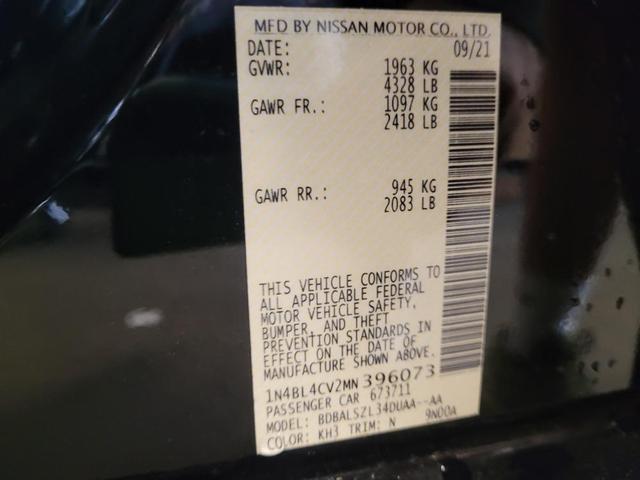 MFD BY NISSAN MOTOR CO., LTD.
DATE: 09/21
GVWR: 1963 KG
4328 LB
GAWR FR.: 1097 KG
2418 LB
GAWR RR.: 945 KG
2083 LB
THIS VEHICLE CONFORMS TO
ALL APPLICABLE FEDERAL
MOTOR VEHICLE SAFETY,
BUMPER, AND THEFT
PREVENTION STANDARDS IN
EFFECT ON THE DATE OF
MANUFACTURE SHOWN ABOVE.
1N4BL4CV2MN396073
PASSENGER CAR 673711
MODEL: BDBALSZL34DUAA--AA
COLOR: KH3 TRIM: N 9N00A